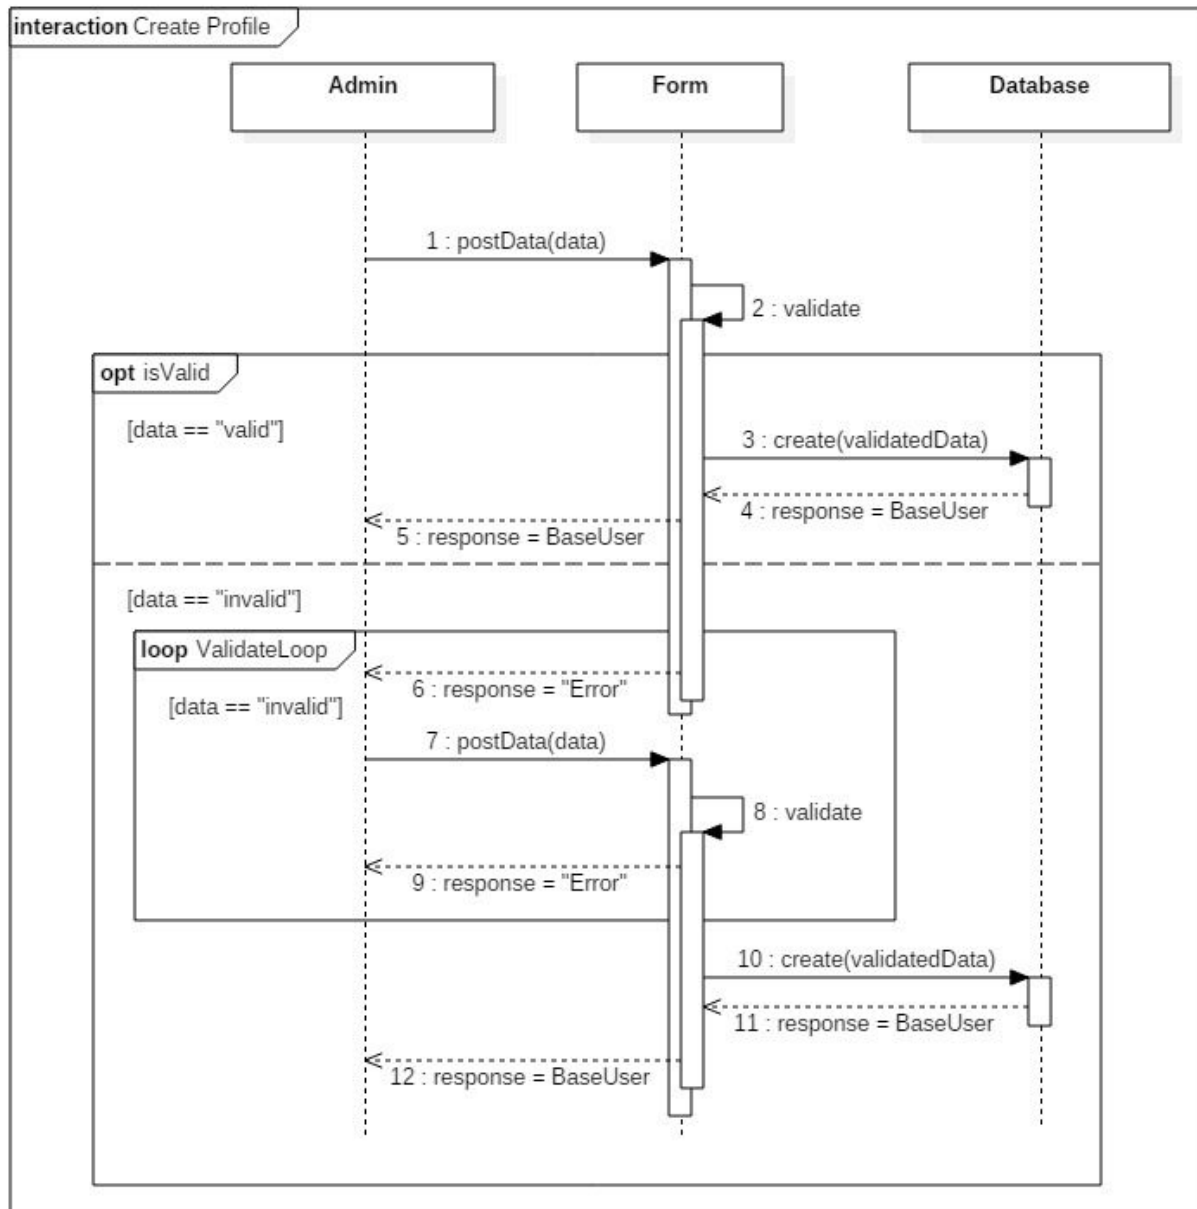 interaction Create Profile
Admin
Form
Database
1 : postData(data)
2 : validate
opt isValid
[data == "valid"]
3 : create(validatedData)
4 : response = BaseUser
5 : response = BaseUser
[data == "invalid"]
loop ValidateLoop
6 : response = "Error"
[data == "invalid"]
7 : postData(data)
8 : validate
9 : response = "Error"
10 : create(validatedData)
11 : response = BaseUser
12 : response = BaseUser